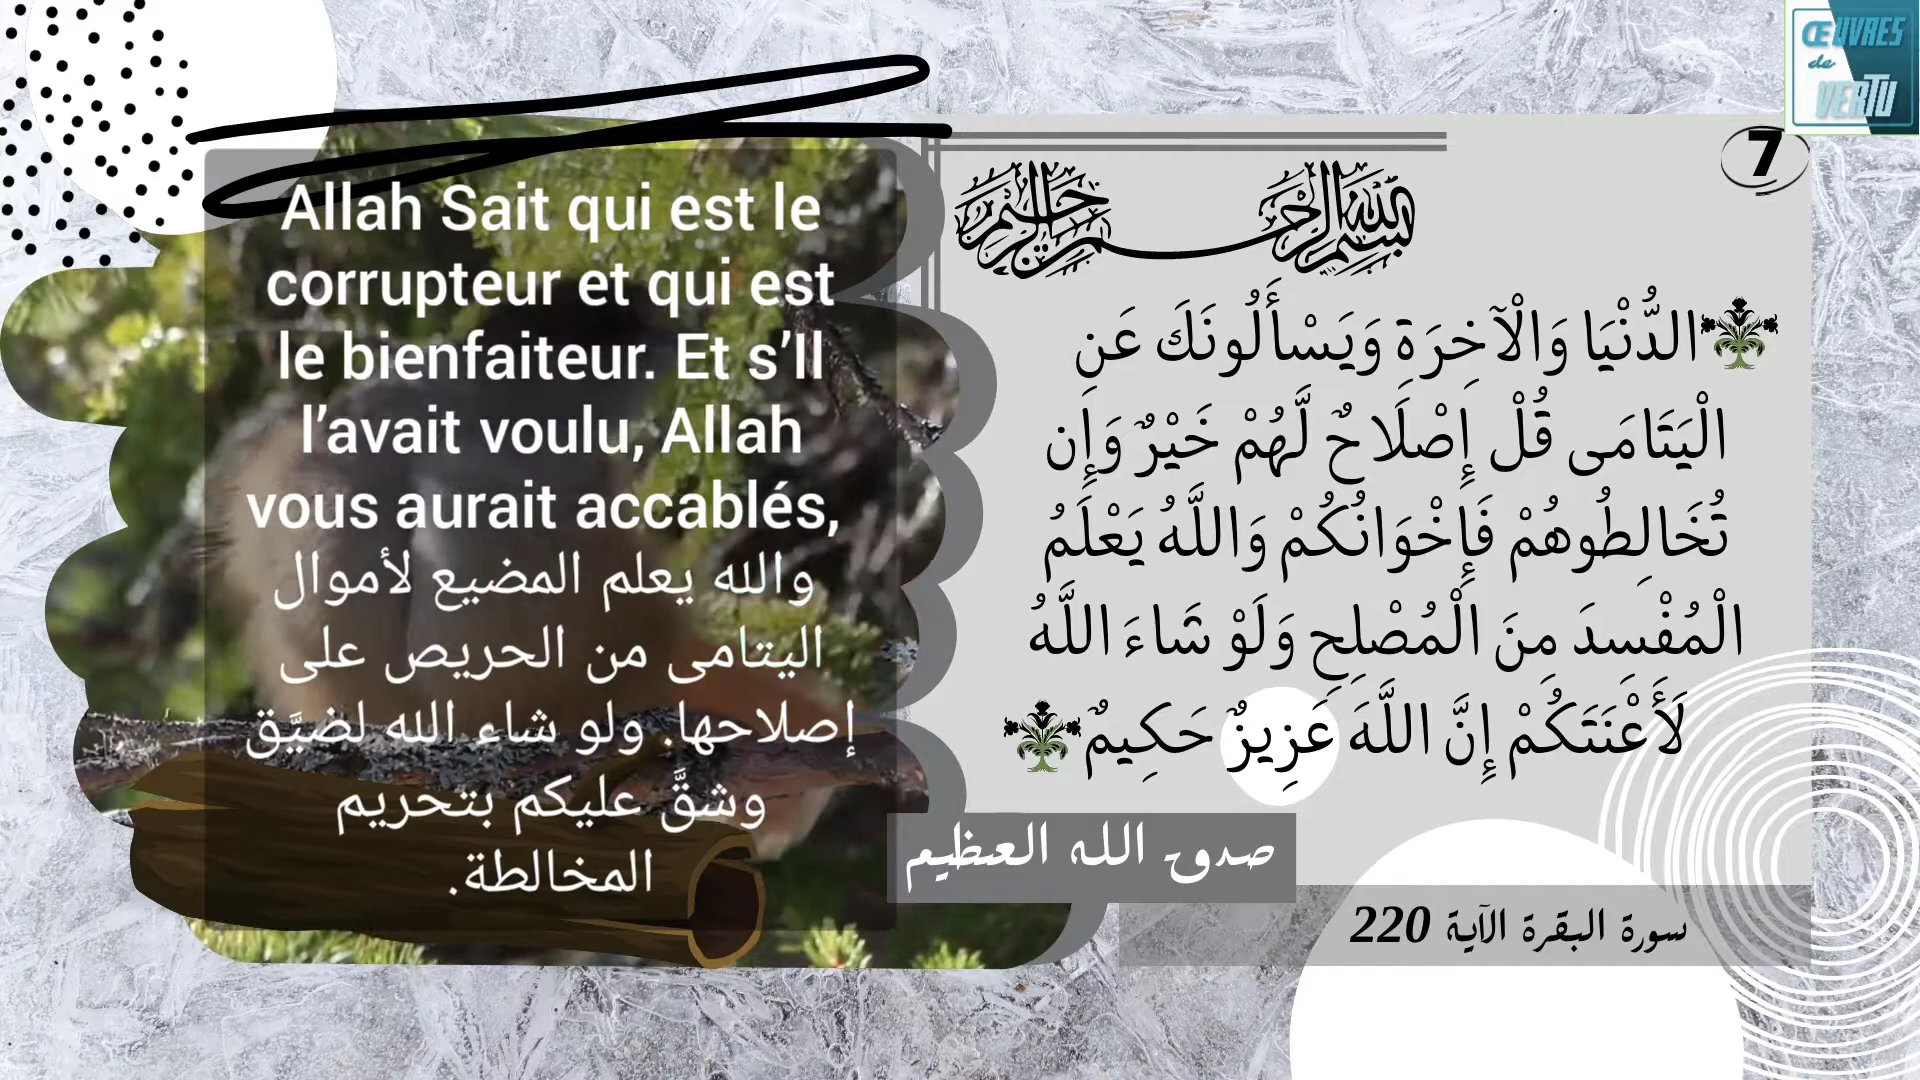 ŒUVRES
de
VERTU
7
Allah Sait qui est le
corrupteur et qui est
le bienfaiteur. Et s’Il
l’avait voulu, Allah
vous aurait accablés,
والله يعلم المضيع لأموال
اليتامى من الحريص على
إصلاحها. ولو شاء الله لضيَّق
وشقَّ عليكم بتحريم
المخالطة.
بسم الله الرحمن الرحيم
الدُّنْيَا وَالْآخِرَةِ وَيَسْأَلُونَكَ عَنِ
الْيَتَامَى قُلْ إِصْلَاحٌ لَّهُمْ خَيْرٌ وَإِن
تُخَالِطُوهُمْ فَإِخْوَانُكُمْ وَاللَّهُ يَعْلَمُ
الْمُفْسِدَ مِنَ الْمُصْلِحِ وَلَوْ شَاءَ اللَّهُ
لَأَعْنَتَكُمْ إِنَّ اللَّهَ عَزِيزٌ حَكِيمٌ
صدق الله العظيم
سورة البقرة الآية 220